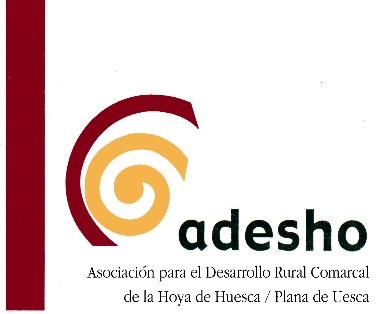 adesho
Asociación para el Desarrollo Rural Comarcal
de la Hoya de Huesca / Plana de Uesca